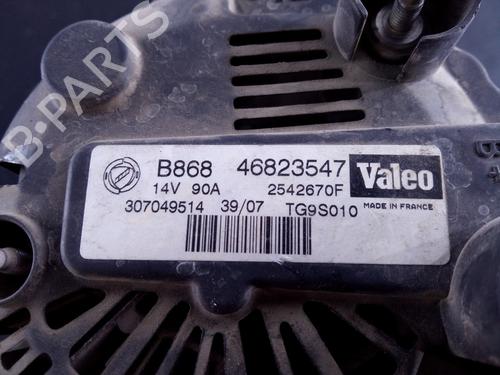 B868 46823547
14V 90A 2542670F
Valeo
307049514 39/07 TG9S010
MADE IN FRANCE
B-PARTS